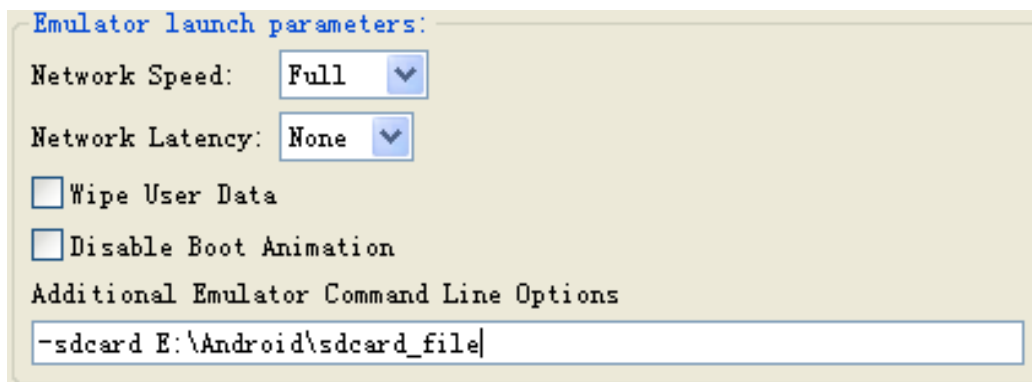 Emulator launch parameters:
Network Speed: Full
Network Latency: None
Wipe User Data
Disable Boot Animation
Additional Emulator Command Line Options
-sdcard E:\Android\sdcard_file